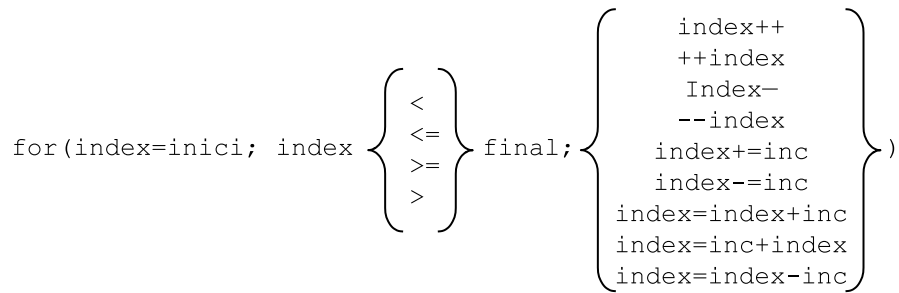 index++
++index
Index—
<
--index
<=
for(index=inici; index final; )
index+=inc
>=
index-=inc
>
index=index+inc
index=inc+index
index=index-inc